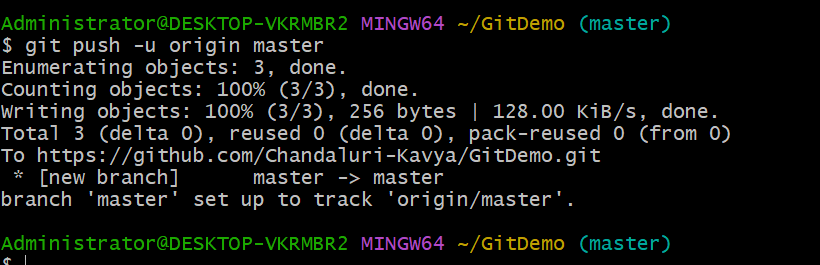 Administrator@DESKTOP-VKRMBR2 MINGW64 ~/GitDemo (master)
$ git push -u origin master
Enumerating objects: 3, done.
Counting objects: 100% (3/3), done.
Writing objects: 100% (3/3), 256 bytes | 128.00 KiB/s, done.
Total 3 (delta 0), reused 0 (delta 0), pack-reused 0 (from 0)
To https://github.com/Chandaluri-Kavya/GitDemo.git
 * [new branch]      master -> master
branch 'master' set up to track 'origin/master'.
Administrator@DESKTOP-VKRMBR2 MINGW64 ~/GitDemo (master)
$